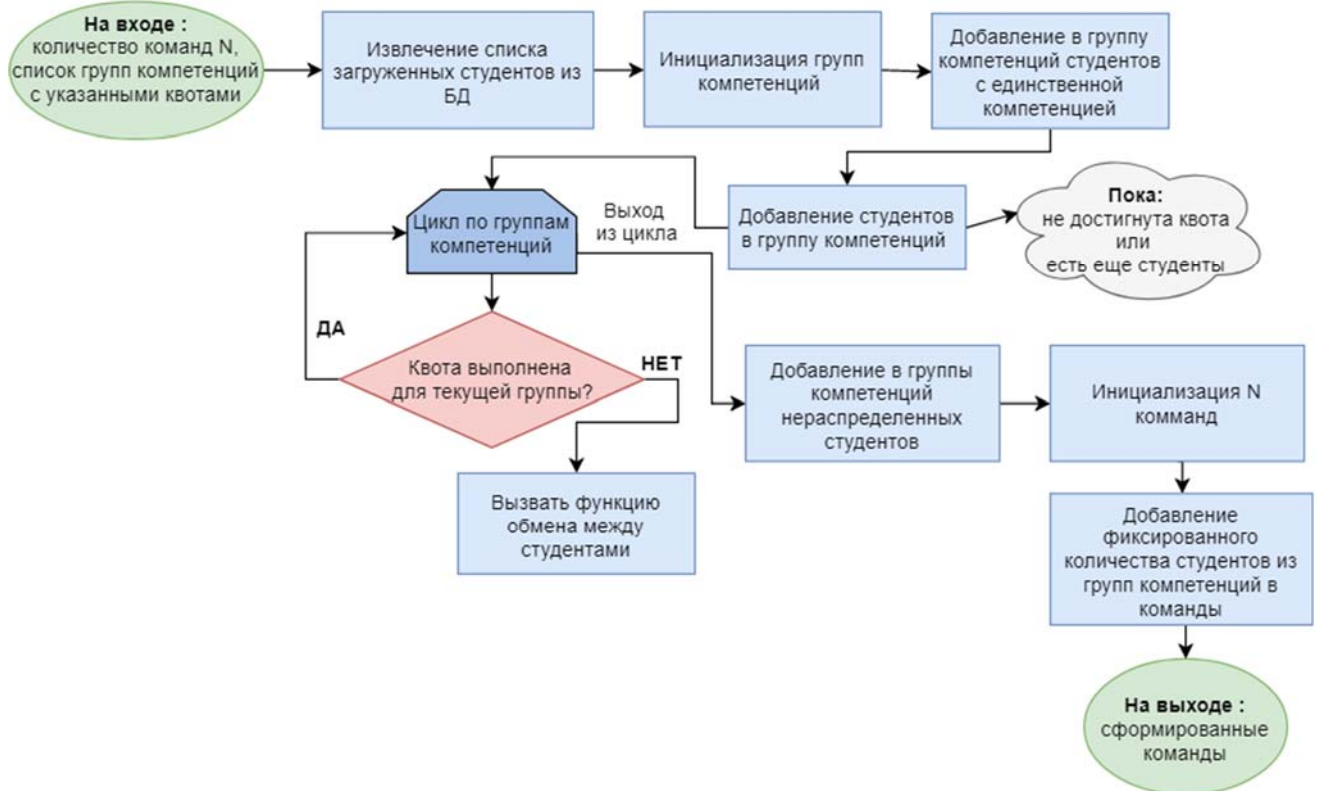 На входе :
количество команд N,
список групп компетенций
с указанными квотами
Извлечение списка
загруженных студентов из
БД
Инициализация групп
компетенций
Добавление в группу
компетенций студентов
с единственной
компетенцией
Цикл по группам
компетенций
Выход
из цикла
Добавление студентов
в группу компетенций
Пока:
не достигнута квота
или
есть еще студенты
ДА
Квота выполнена
для текущей группы?
НЕТ
Добавление в группы
компетенций
нераспределенных
студентов
Инициализация N
комманд
Вызвать функцию
обмена между
студентами
Добавление
фиксированного
количества студентов из
групп компетенций в
команды
На выходе :
сформированные
команды